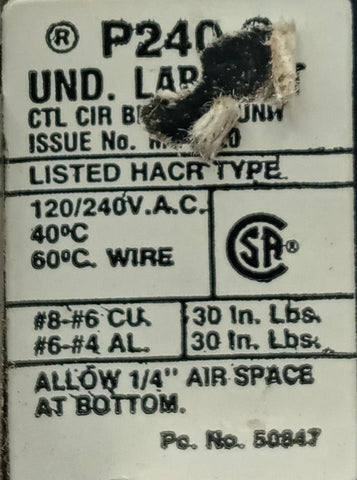 ® P240
UND. LAB
CTL CIR B
ISSUE No.
LISTED HACR TYPE
120/240V.A.C.
40ºC
60ºC. WIRE
CSA®
#8-#6 CU. 30 In. Lbs.
#6-#4 AL. 30 In. Lbs.
ALLOW 1/4" AIR SPACE
AT BOTTOM.
Pc. No. 50847